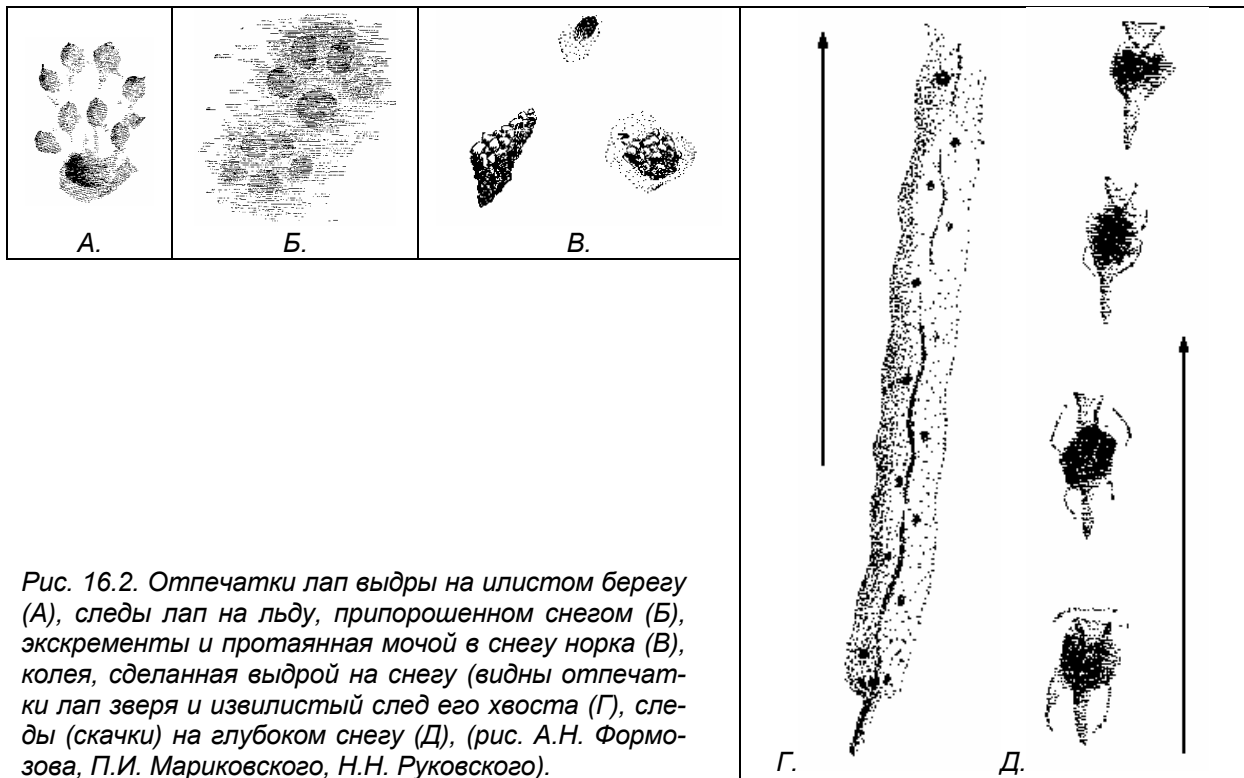 А.
Б.
В.
Рис. 16.2. Отпечатки лап выдры на илистом берегу
(А), следы лап на льду, припорошенном снегом (Б),
экскременты и протаянная мочой в снегу норка (В),
колея, сделанная выдрой на снегу (видны отпечат-
ки лап зверя и извилистый след его хвоста (Г), сле-
ды (скачки) на глубоком снегу (Д), (рис. А.Н. Формо-
зова, П.И. Мариковского, Н.Н. Руковского).
Г.
Д.